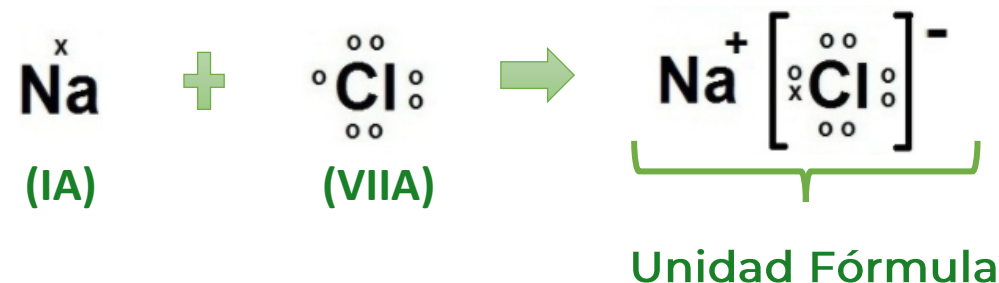 x
Na
(IA)
o o
o Cl o
o
o o
(VIIA)
Na+ [Cl]-
o o
o
x
o
o
o o
Unidad Fórmula